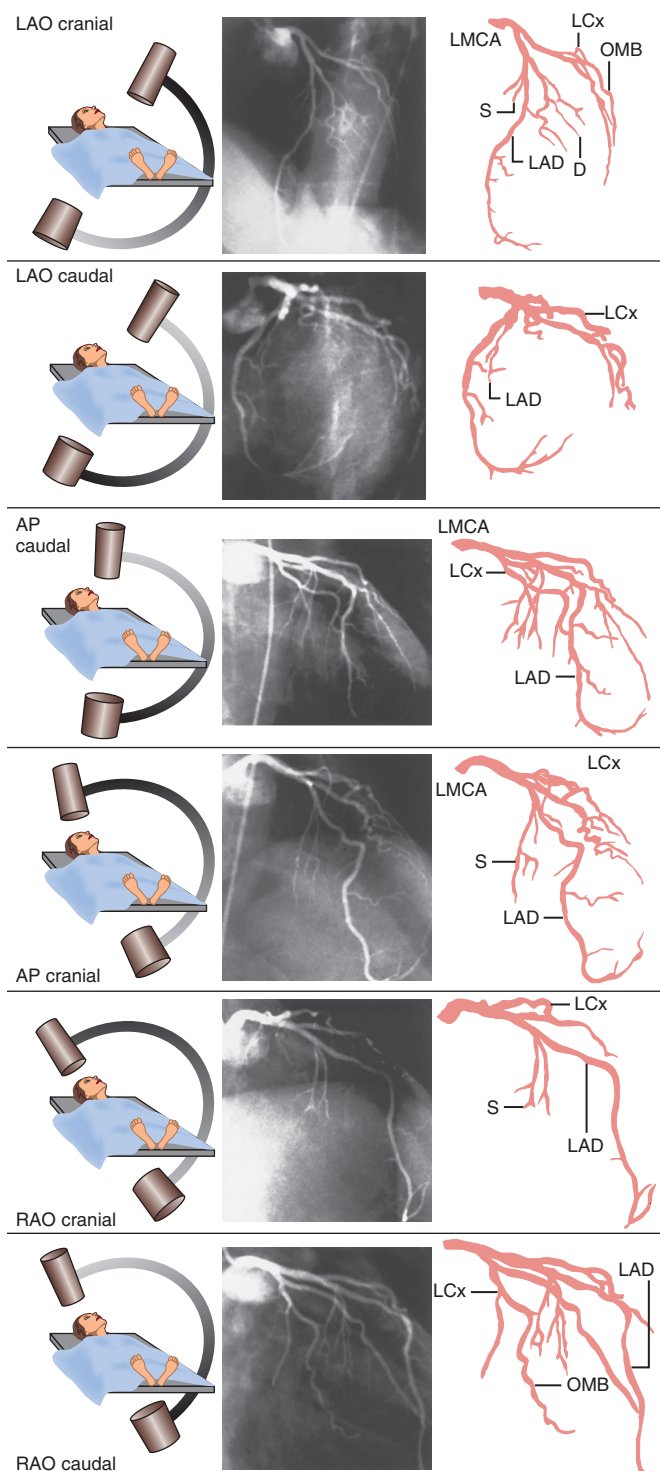 LAO cranial
LMCA
LCx
OMB
S
LAD
D
LAO caudal
LCx
LAD
AP
caudal
LMCA
LCx
LAD
LCx
LMCA
S
LAD
AP cranial
LCx
S
LAD
RAO cranial
LAD
LCx
OMB
RAO caudal